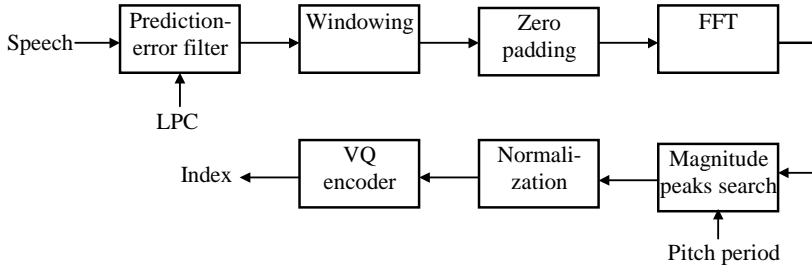 Speech
Prediction-
error filter
LPC
Windowing
Zero
padding
FFT
Magnitude
peaks search
Pitch period
Normali-
zation
VQ
encoder
Index